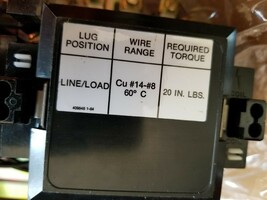 LUG POSITION
WIRE RANGE
REQUIRED TORQUE
LINE/LOAD
Cu #14-#8
60° C
20 IN. LBS.